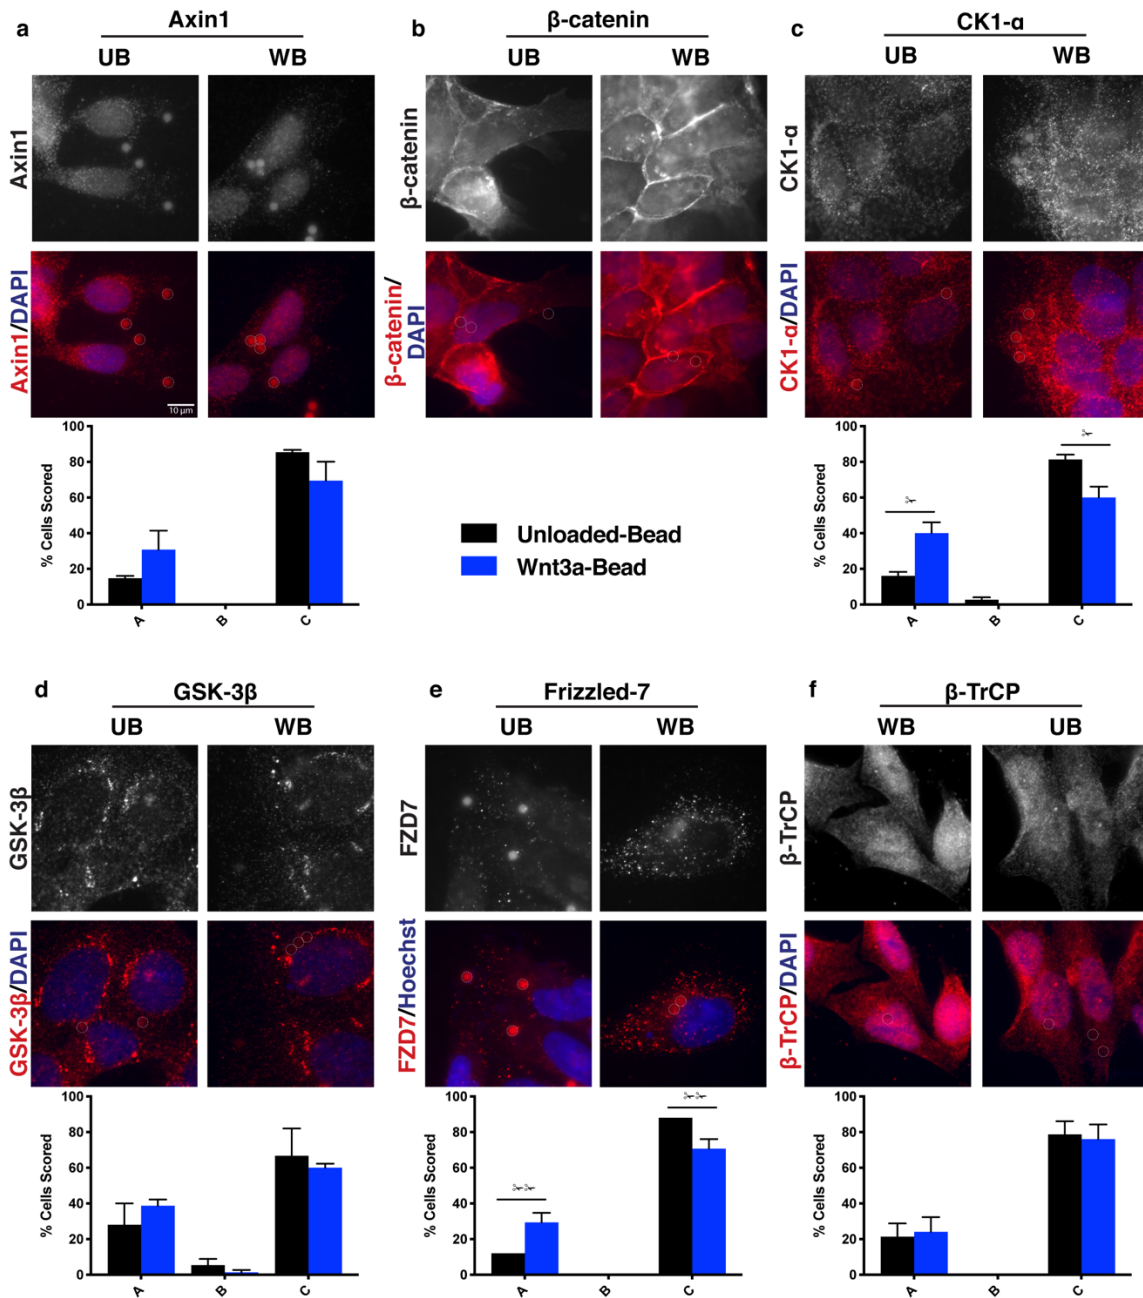 a
Axin1
UB
WB
Axin1
Axin1/DAPI
10 µm
% Cells Scored
100
80
60
40
20
0
A
B
C
b
β-catenin
UB
WB
β-catenin
β-catenin/
DAPI
Unloaded-Bead
Wnt3a-Bead
c
CK1-α
UB
WB
CK1-α
CK1-α/DAPI
% Cells Scored
100
80
60
40
20
0
A
B
C
d
GSK-3β
UB
WB
GSK-3β
GSK-3β/DAPI
% Cells Scored
100
80
60
40
20
0
A
B
C
e
Frizzled-7
UB
WB
FZD7
FZD7/Hoechst
% Cells Scored
100
80
60
40
20
0
A
B
C
f
β-TrCP
WB
UB
β-TrCP
β-TrCP/DAPI
% Cells Scored
100
80
60
40
20
0
A
B
C